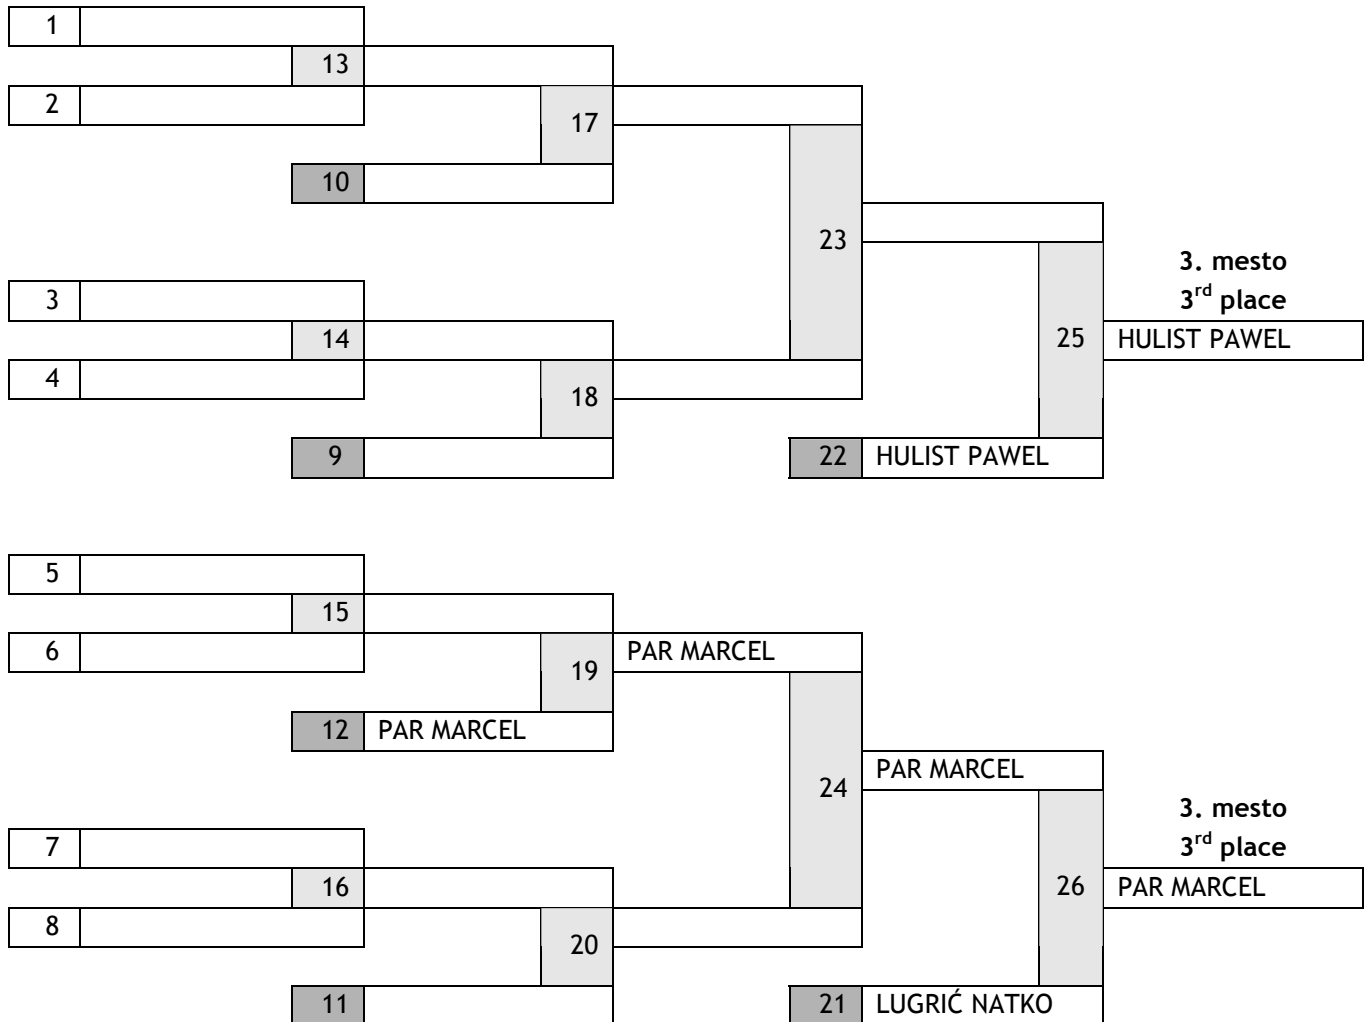 1
13
2
17
10
23
3. mesto
3rd place
3
14
25 HULIST PAWEL
4
18
9
22 HULIST PAWEL
5
15
6
PAR MARCEL
19
12 PAR MARCEL
PAR MARCEL
24
3. mesto
3rd place
7
16
26 PAR MARCEL
8
20
11
21 LUGRIĆ NATKO